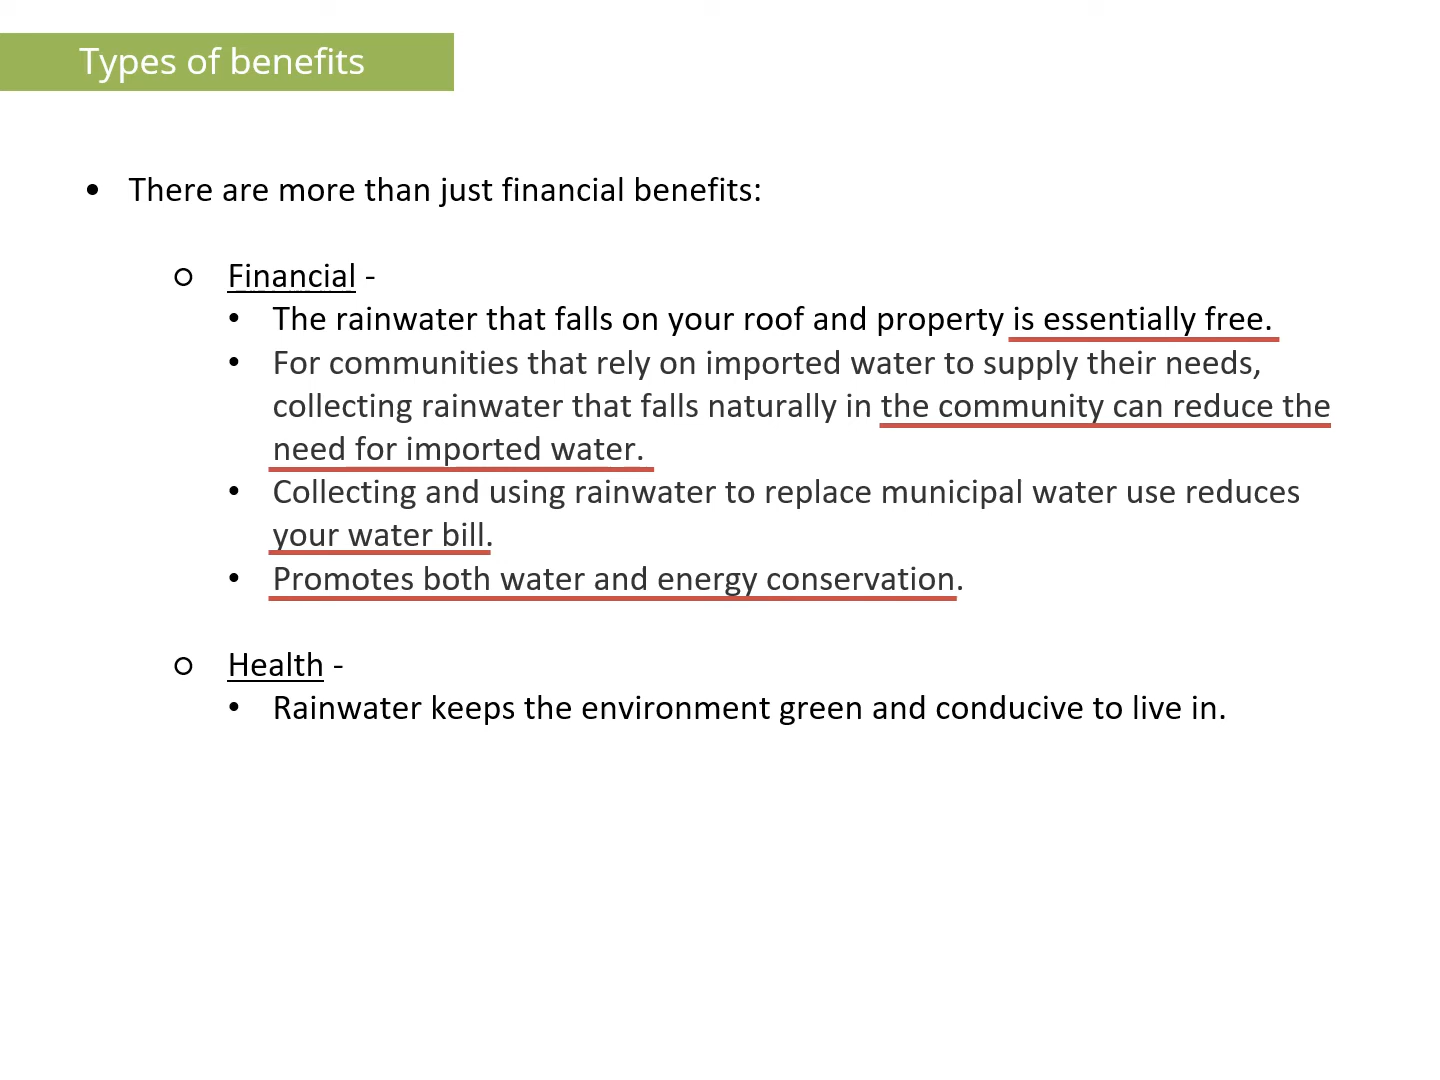 Types of benefits
• There are more than just financial benefits:
○ Financial -
• The rainwater that falls on your roof and property is essentially free.
• For communities that rely on imported water to supply their needs,
collecting rainwater that falls naturally in the community can reduce the
need for imported water.
• Collecting and using rainwater to replace municipal water use reduces
your water bill.
• Promotes both water and energy conservation.
○ Health -
• Rainwater keeps the environment green and conducive to live in.